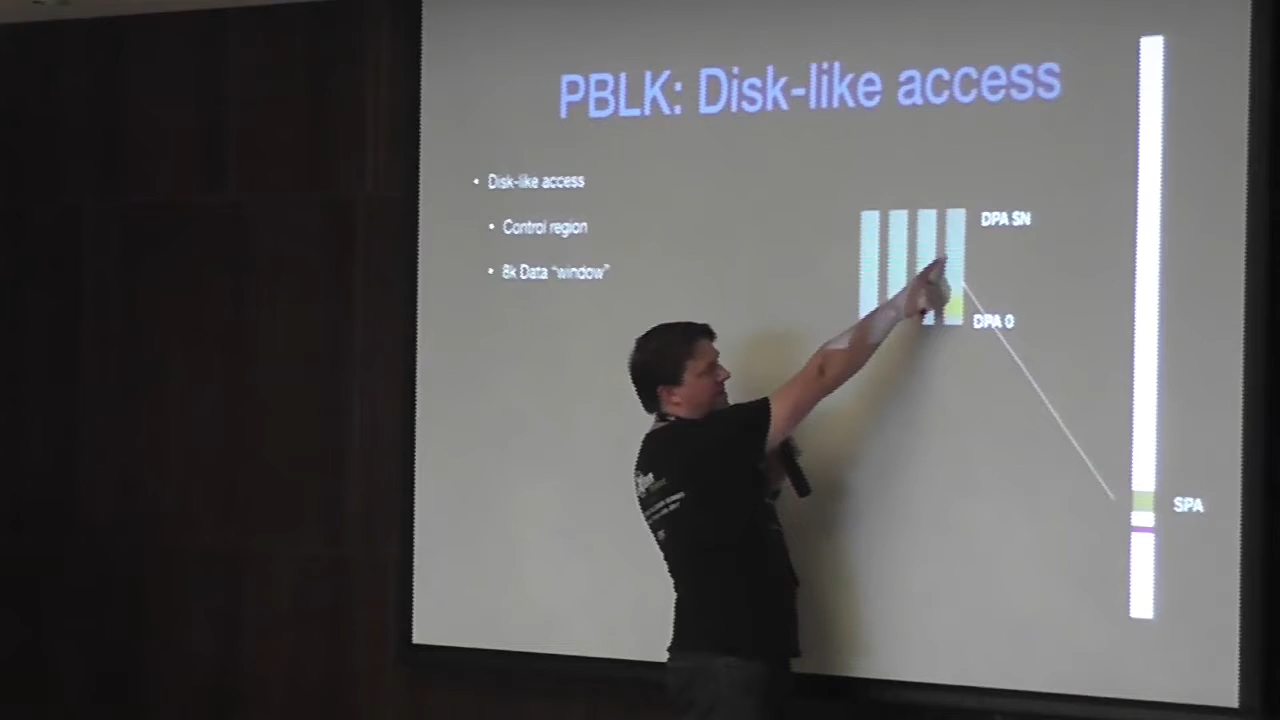 PBLK: Disk-like access
• Disk-like access
• Control region
• 8k Data "window"
DPA SN
DPA 0
SPA